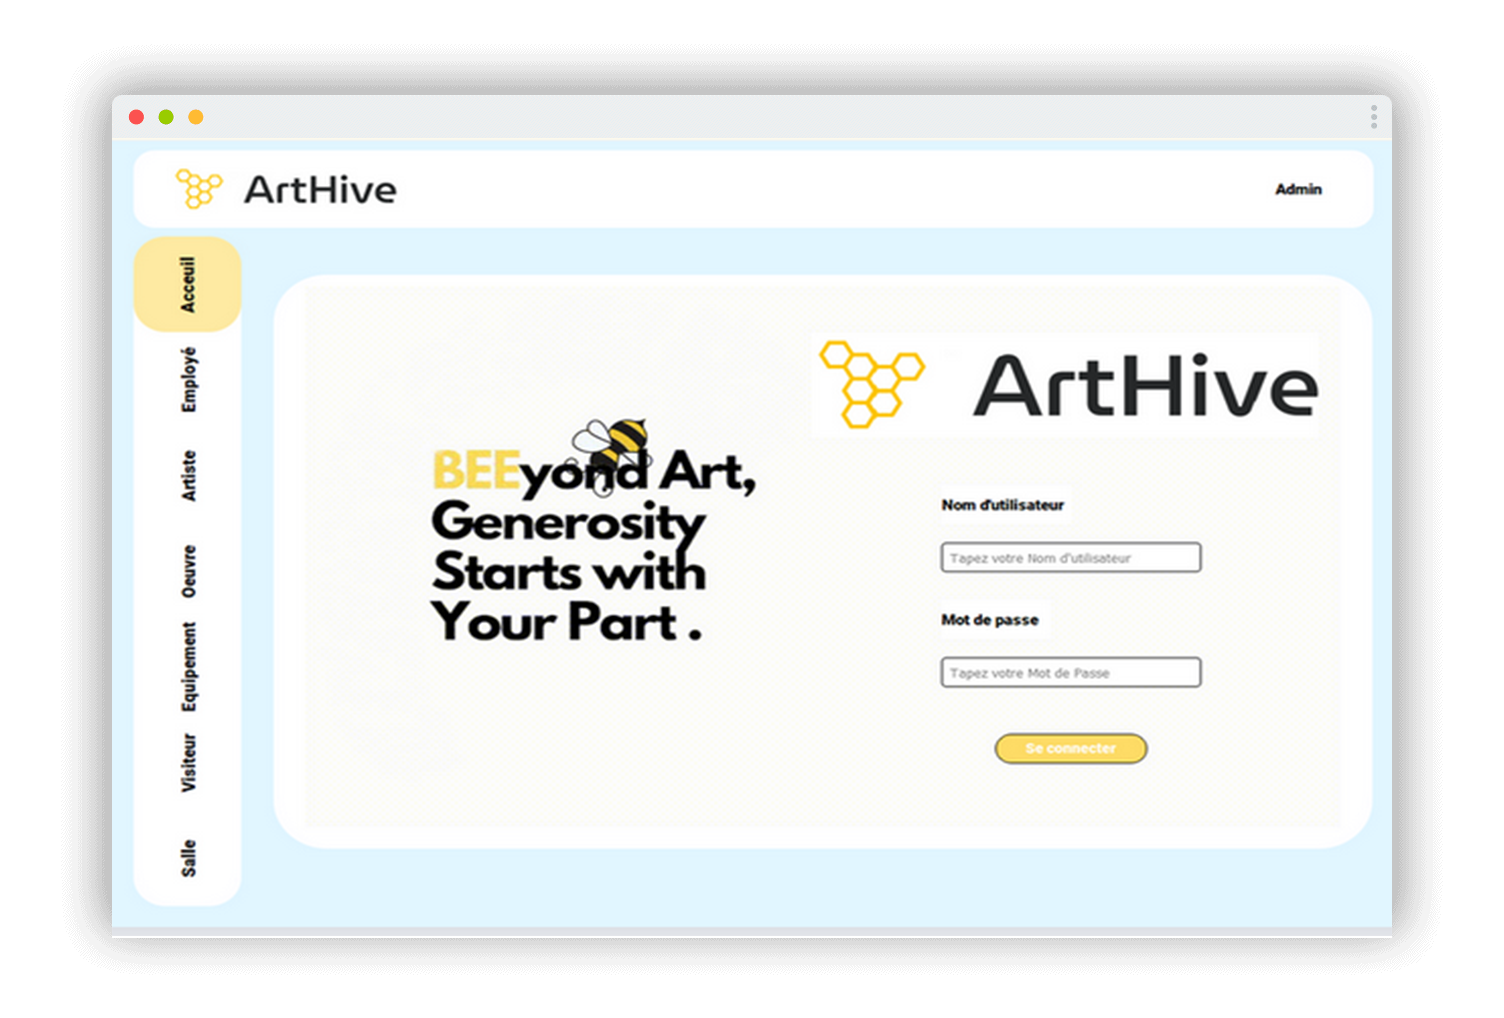 ArtHive
Admin
Acceuil
Employé
Artiste
Oeuvre
Equipement
Visiteur
Salle
BEEyond Art,
Generosity
Starts with
Your Part .
ArtHive
Nom d'utilisateur
Tapez votre Nom d'utilisateur
Mot de passe
Tapez votre Mot de Passe
Se connecter